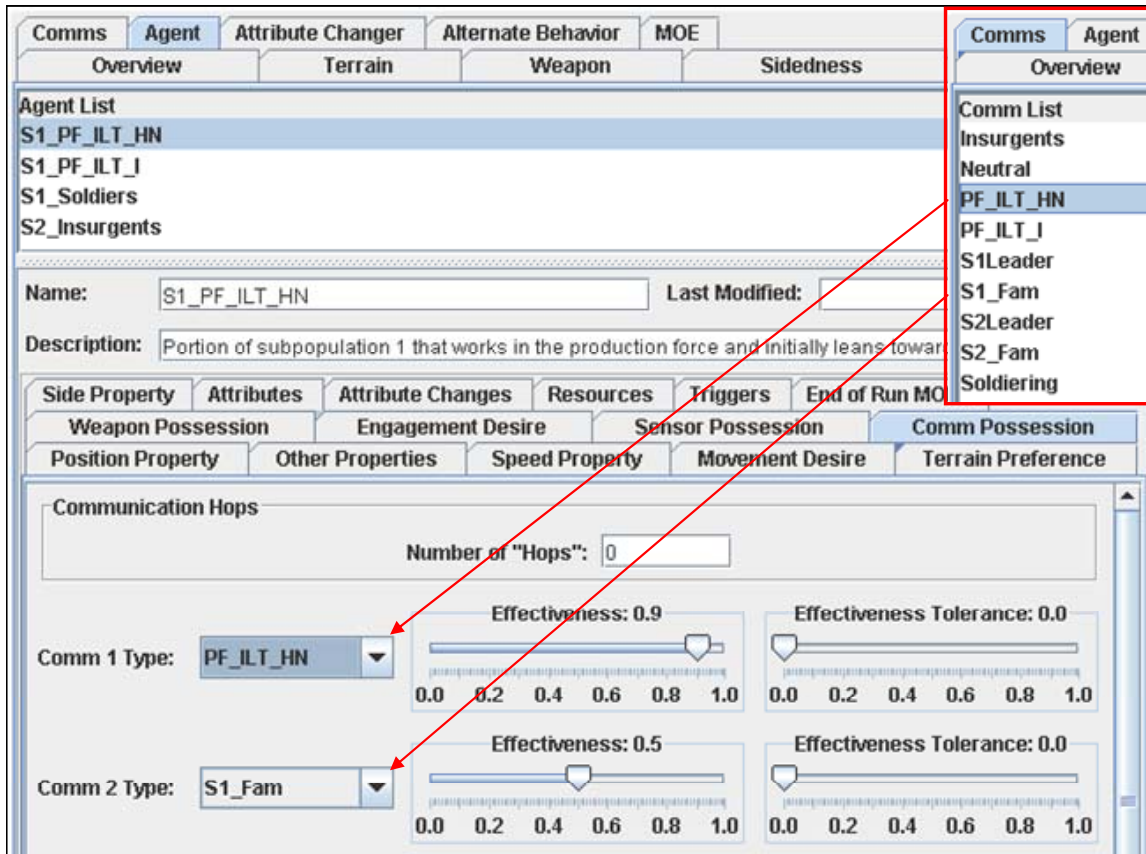 Comms Agent Attribute Changer Alternate Behavior MOE
Overview Terrain Weapon Sidedness
Agent List
S1_PF_ILT_HN
S1_PF_ILT_I
S1_Soldiers
S2_Insurgents
Comms Agent
Overview
Comm List
Insurgents
Neutral
PF_ILT_HN
PF_ILT_I
S1Leader
S1_Fam
S2Leader
S2_Fam
Soldiering
Name: S1_PF_ILT_HN Last Modified:
Description: Portion of subpopulation 1 that works in the production force and initially leans towar
Side Property Attributes Attribute Changes Resources Triggers End of Run MO
Weapon Possession Engagement Desire Sensor Possession Comm Possession
Position Property Other Properties Speed Property Movement Desire Terrain Preference
Communication Hops
Number of "Hops": 0
Effectiveness: 0.9 Effectiveness Tolerance: 0.0
Comm 1 Type: PF_ILT_HN
0.0 0.2 0.4 0.6 0.8 1.0 0.0 0.2 0.4 0.6 0.8 1.0
Effectiveness: 0.5 Effectiveness Tolerance: 0.0
Comm 2 Type: S1_Fam
0.0 0.2 0.4 0.6 0.8 1.0 0.0 0.2 0.4 0.6 0.8 1.0